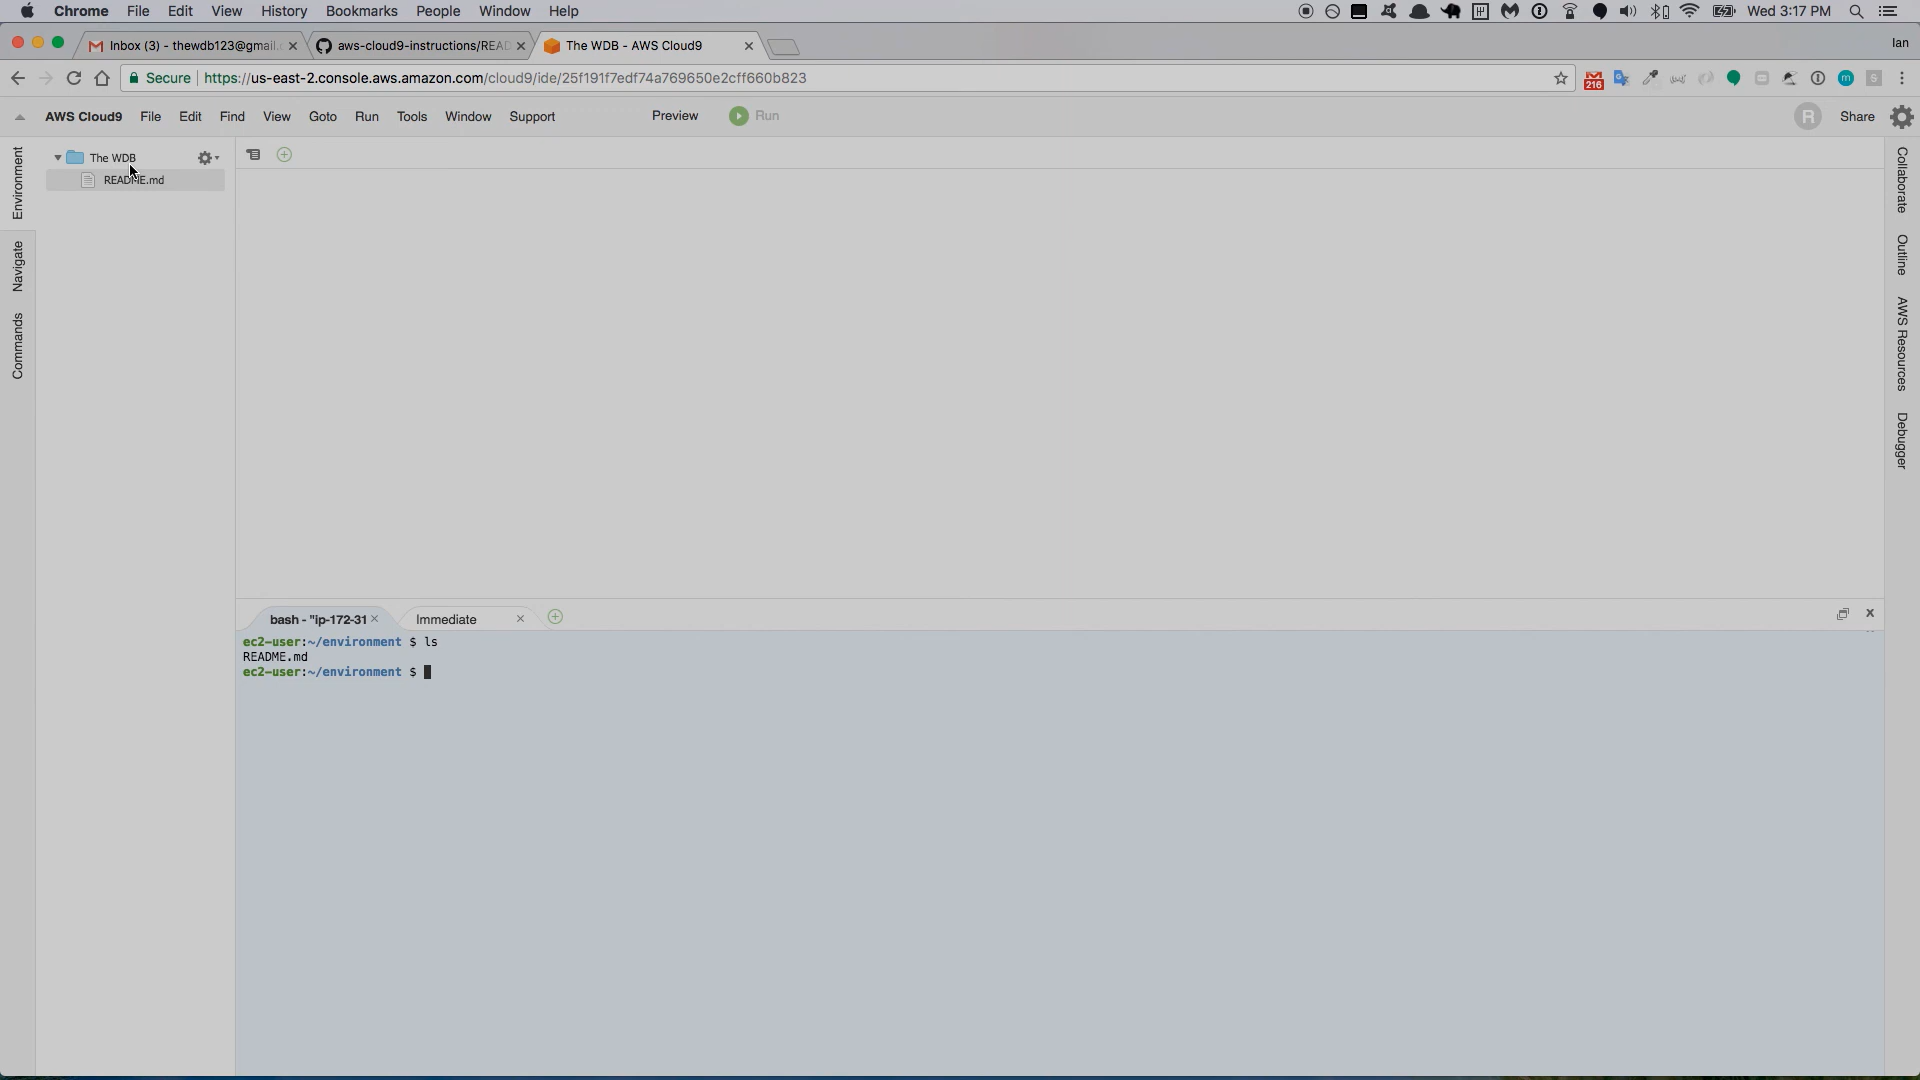 Chrome File Edit View History Bookmarks People Window Help Wed 3:17 PM
Inbox (3) - thewdb123@gmail. aws-cloud9-instructions/READ The WDB - AWS Cloud9 Ian
Secure https://us-east-2.console.aws.amazon.com/cloud9/ide/25f191f7edf74a769650e2cff660b823 216
AWS Cloud9 File Edit Find View Goto Run Tools Window Support Preview Run R Share
The WDB
README.md
Environment
Navigate
Commands
Collaborate
Outline
AWS Resources
Debugger
bash - "ip-172-31 Immediate
ec2-user:~/environment $ ls
README.md
ec2-user:~/environment $